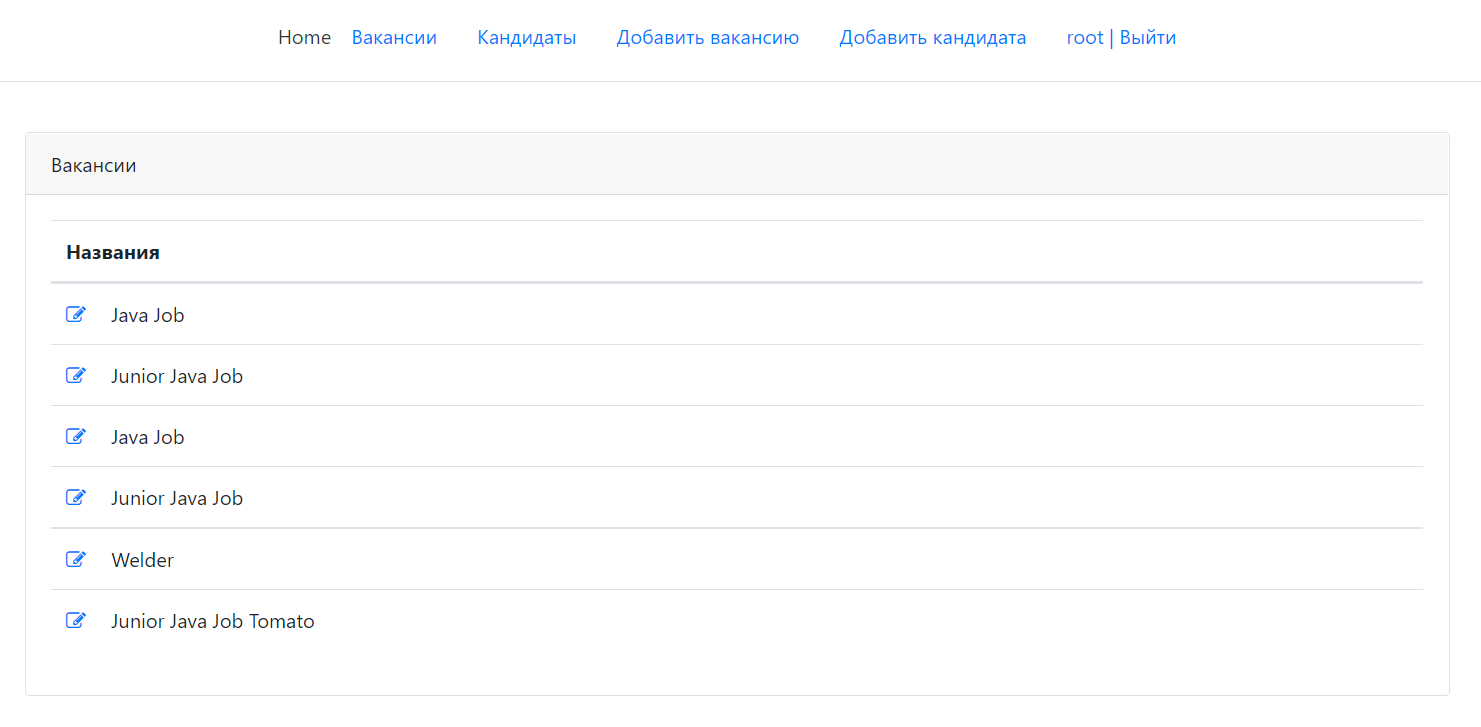 Home Вакансии Кандидаты Добавить вакансию Добавить кандидата root | Выйти
Вакансии
Названия
Java Job
Junior Java Job
Java Job
Junior Java Job
Welder
Junior Java Job Tomato